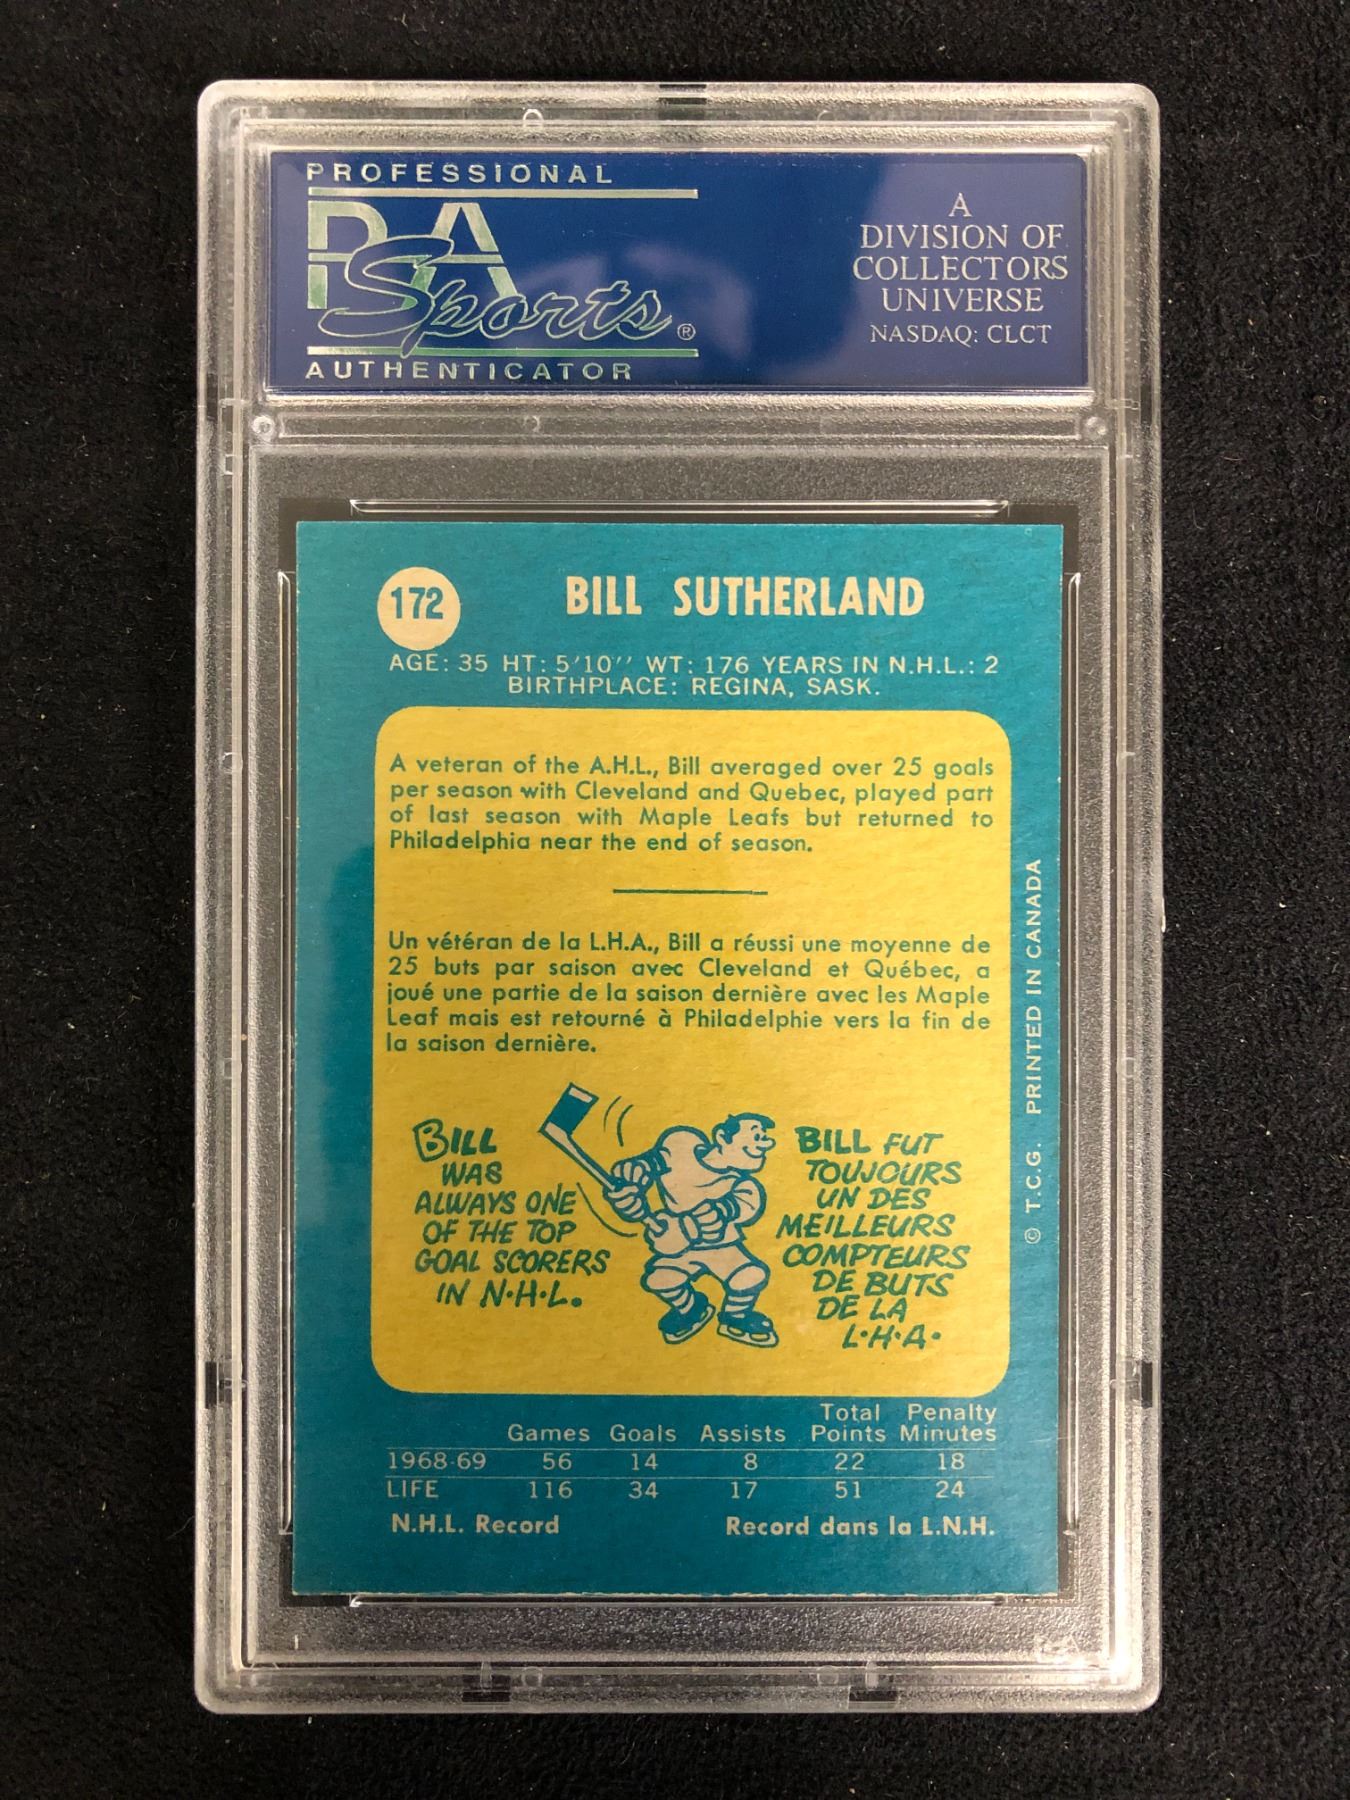 PROFESSIONAL
PSA
Sports®
AUTHENTICATOR
A
DIVISION OF
COLLECTORS
UNIVERSE
NASDAQ: CLCT
172
BILL SUTHERLAND
AGE: 35 HT: 5'10'' WT: 176 YEARS IN N.H.L.: 2
BIRTHPLACE: REGINA, SASK.
A veteran of the A.H.L., Bill averaged over 25 goals
per season with Cleveland and Quebec, played part
of last season with Maple Leafs but returned to
Philadelphia near the end of season.
Un vétéran de la L.H.A., Bill a réussi une moyenne de
25 buts par saison avec Cleveland et Québec, a
joué une partie de la saison dernière avec les Maple
Leaf mais est retourné à Philadelphie vers la fin de
la saison dernière.
BILL
WAS
ALWAYS ONE
OF THE TOP
GOAL SCORERS
IN N.H.L.
BILL FUT
TOUJOURS
UN DES
MEILLEURS
COMPTEURS
DE BUTS
DE LA
L.H.A.
© T.C.G. PRINTED IN CANADA
Total Penalty
Games Goals Assists Points Minutes
1968-69 56 14 8 22 18
LIFE 116 34 17 51 24
N.H.L. Record Record dans la L.N.H.